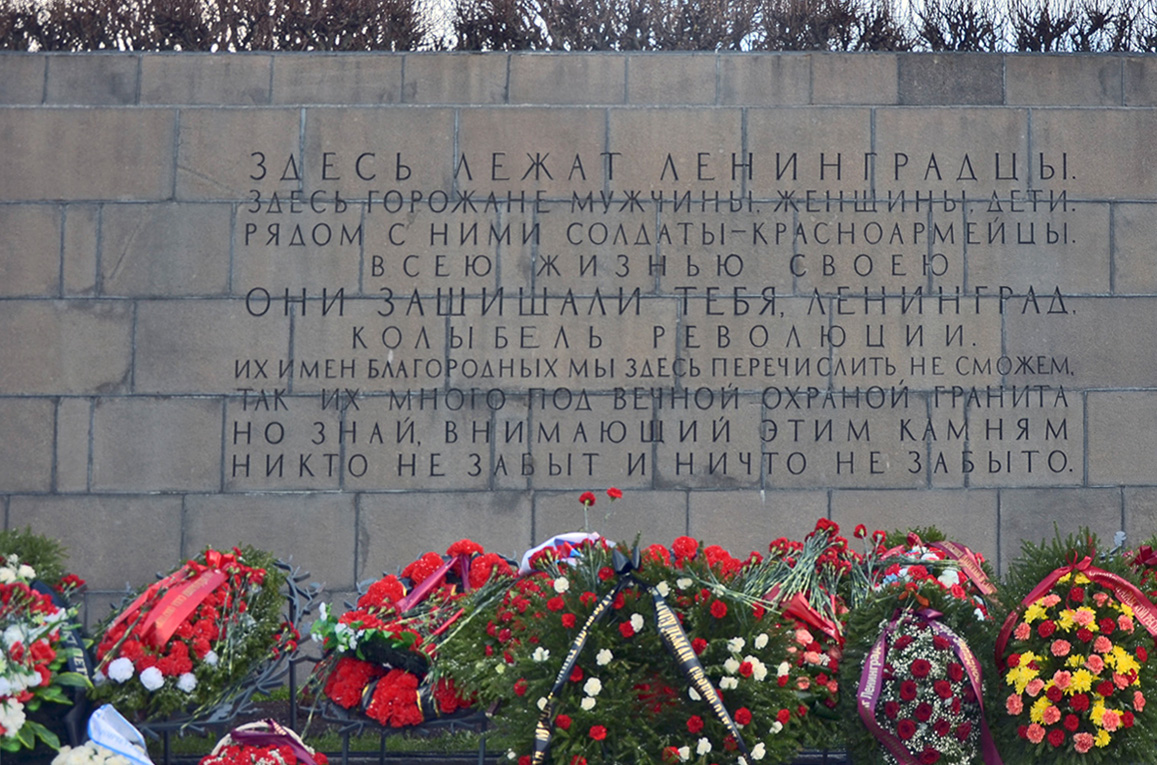 ЗДЕСЬ ЛЕЖАТ ЛЕНИНГРАДЦЫ.
ЗДЕСЬ ГОРОЖАНЕ МУЖЧИНЫ, ЖЕНЩИНЫ, ДЕТИ.
РЯДОМ С НИМИ СОЛДАТЫ-КРАСНОАРМЕЙЦЫ.
ВСЕЮ ЖИЗНЬЮ СВОЕЮ
ОНИ ЗАЩИЩАЛИ ТЕБЯ, ЛЕНИНГРАД,
КОЛЫБЕЛЬ РЕВОЛЮЦИИ.
ИХ ИМЕН БЛАГОРОДНЫХ МЫ ЗДЕСЬ ПЕРЕЧИСЛИТЬ НЕ СМОЖЕМ,
ТАК ИХ МНОГО ПОД ВЕЧНОЙ ОХРАНОЙ ГРАНИТА
НО ЗНАЙ, ВНИМАЮЩИЙ ЭТИМ КАМНЯМ
НИКТО НЕ ЗАБЫТ И НИЧТО НЕ ЗАБЫТО.